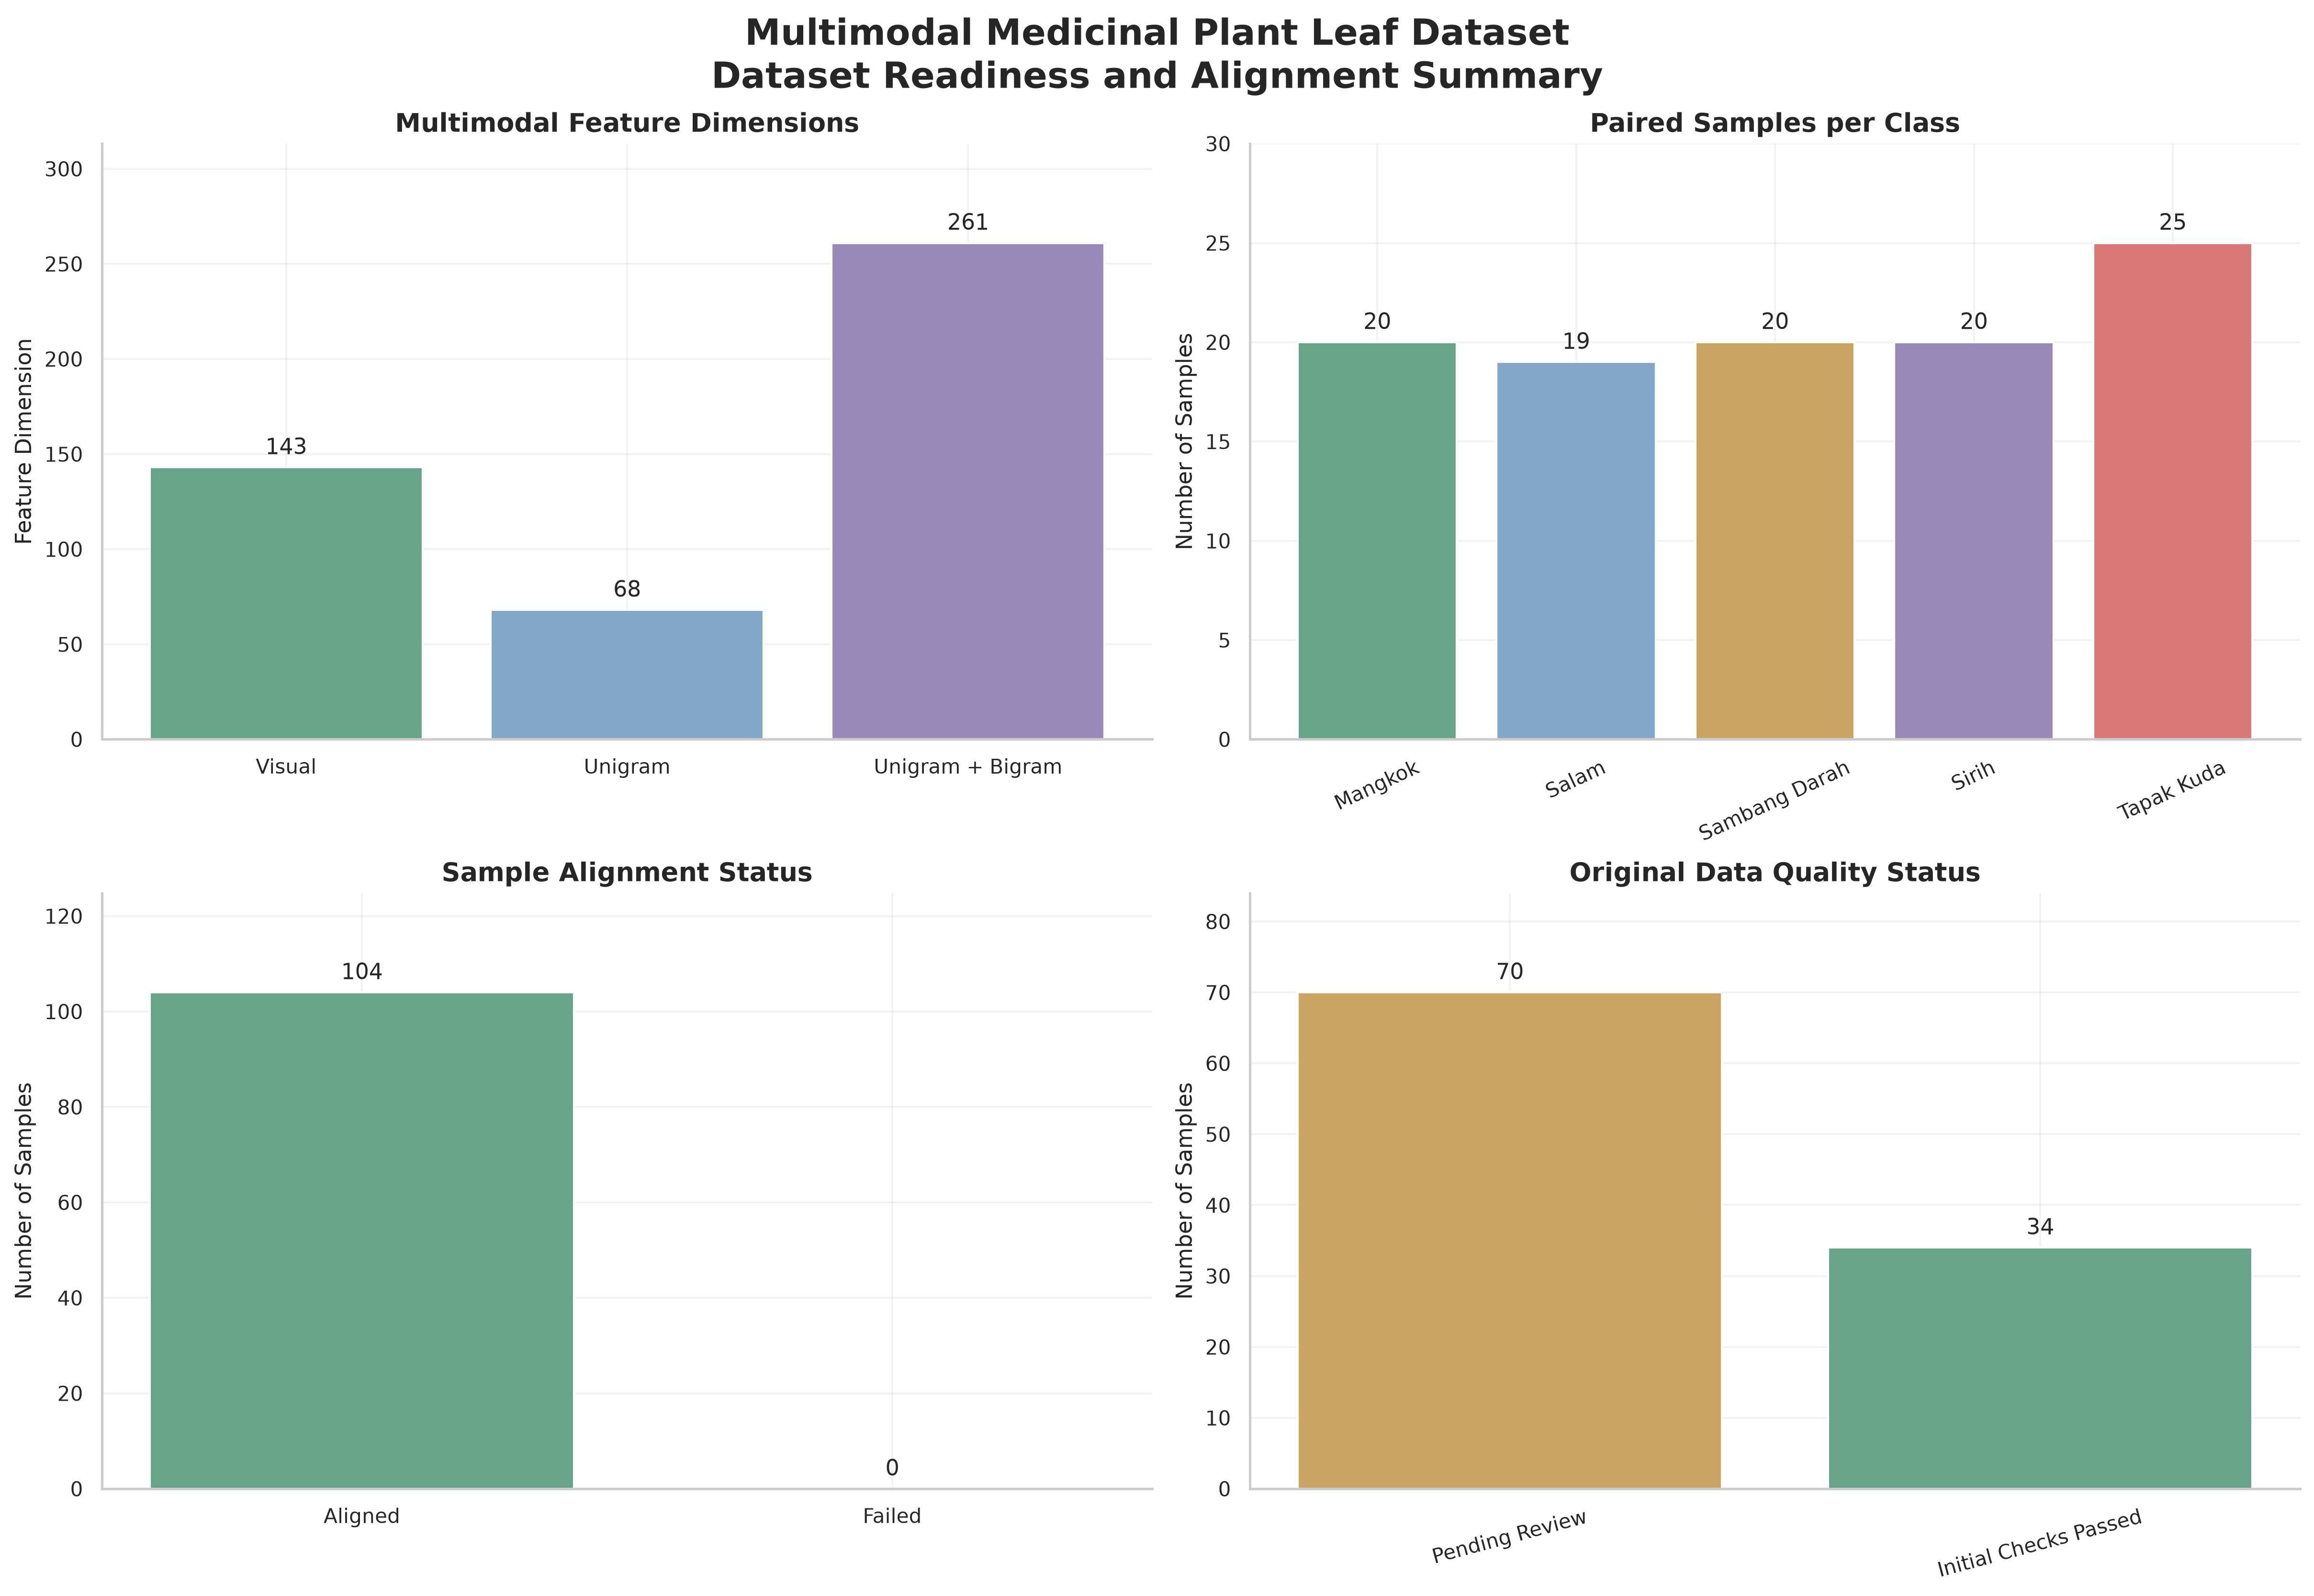 Multimodal Medicinal Plant Leaf Dataset
Dataset Readiness and Alignment Summary
Multimodal Feature Dimensions
Feature Dimension
300
250
200
150
100
50
0
143
68
261
Visual
Unigram
Unigram + Bigram
Paired Samples per Class
Number of Samples
30
25
20
15
10
5
0
20
19
20
20
25
Mangkok
Salam
Sambang Darah
Sirih
Tapak Kuda
Sample Alignment Status
Number of Samples
120
100
80
60
40
20
0
104
0
Aligned
Failed
Original Data Quality Status
Number of Samples
80
70
60
50
40
30
20
10
0
70
34
Pending Review
Initial Checks Passed